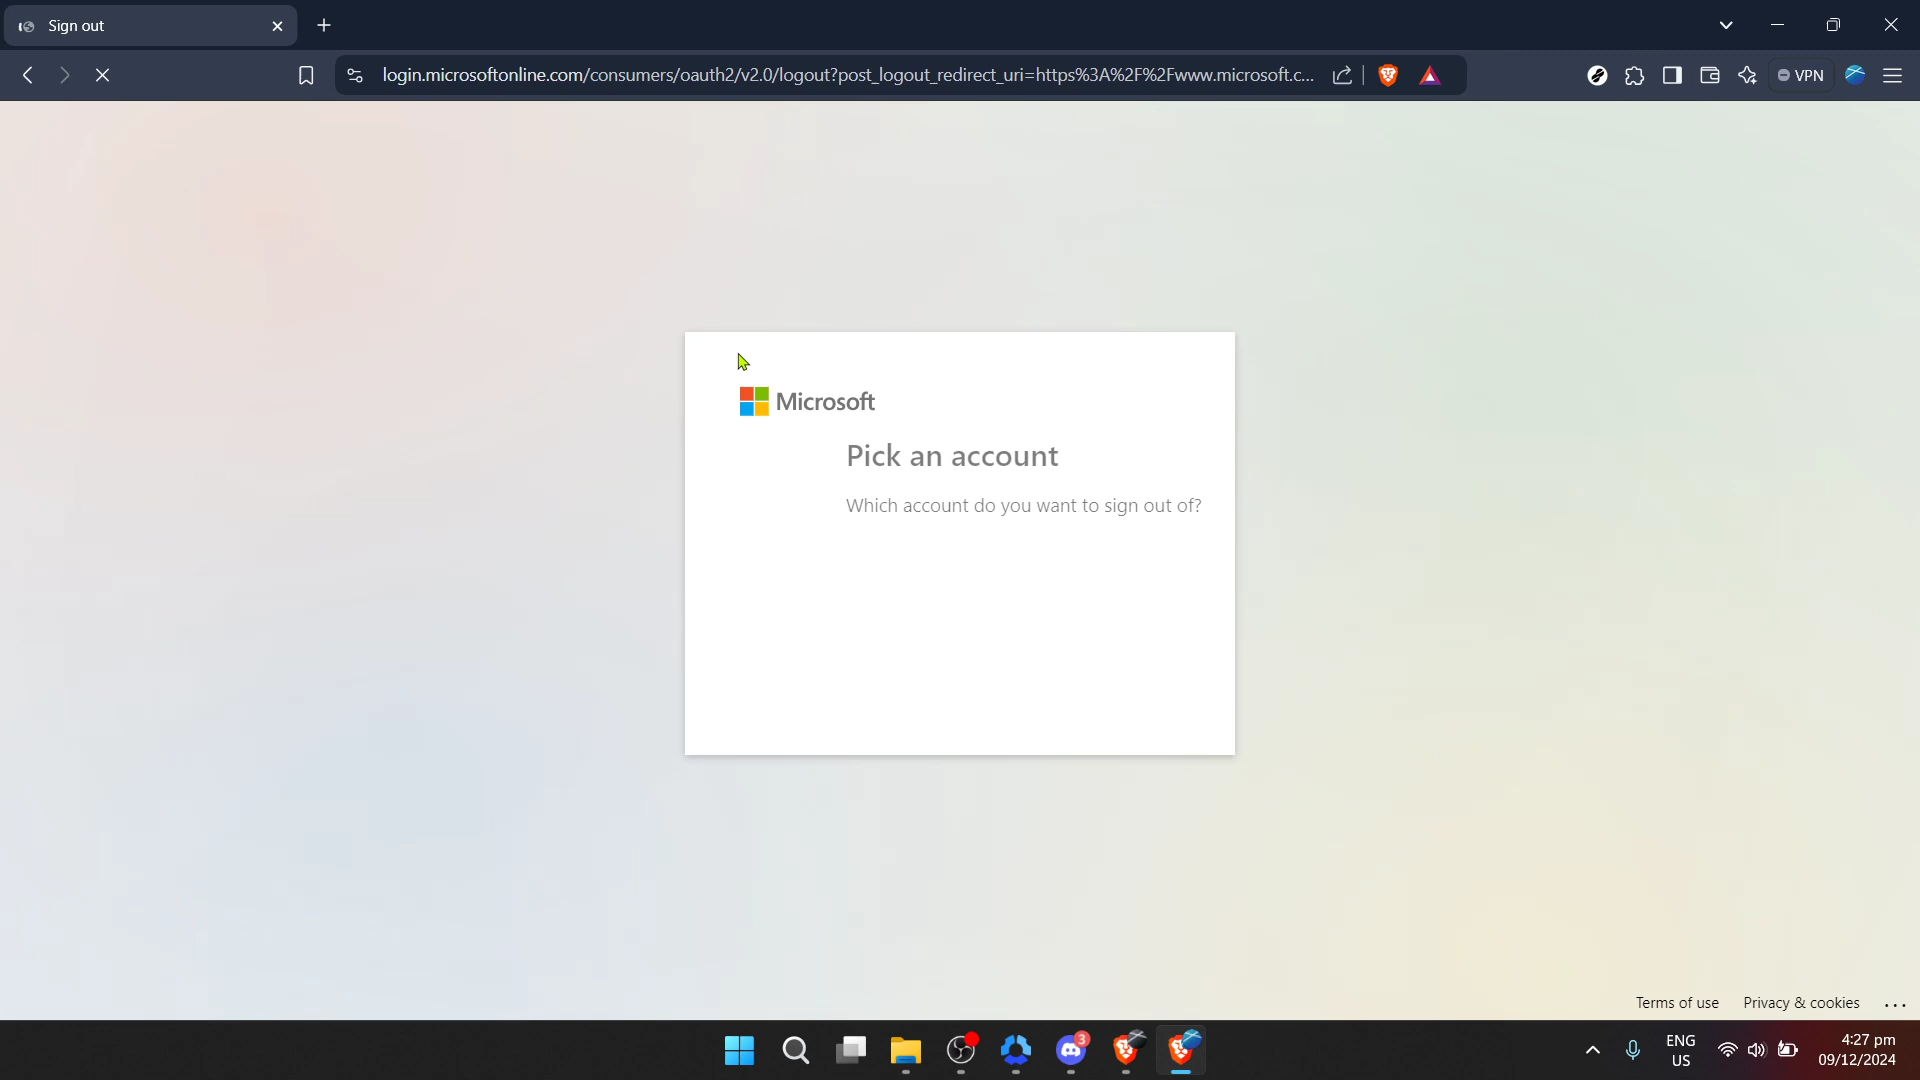 Sign out
login.microsoftonline.com/consumers/oauth2/v2.0/logout?post_logout_redirect_uri=https%3A%2F%2Fwww.microsoft.c...
VPN
Microsoft
Pick an account
Which account do you want to sign out of?
Terms of use
Privacy & cookies
...
3
ENG
US
4:27 pm
09/12/2024